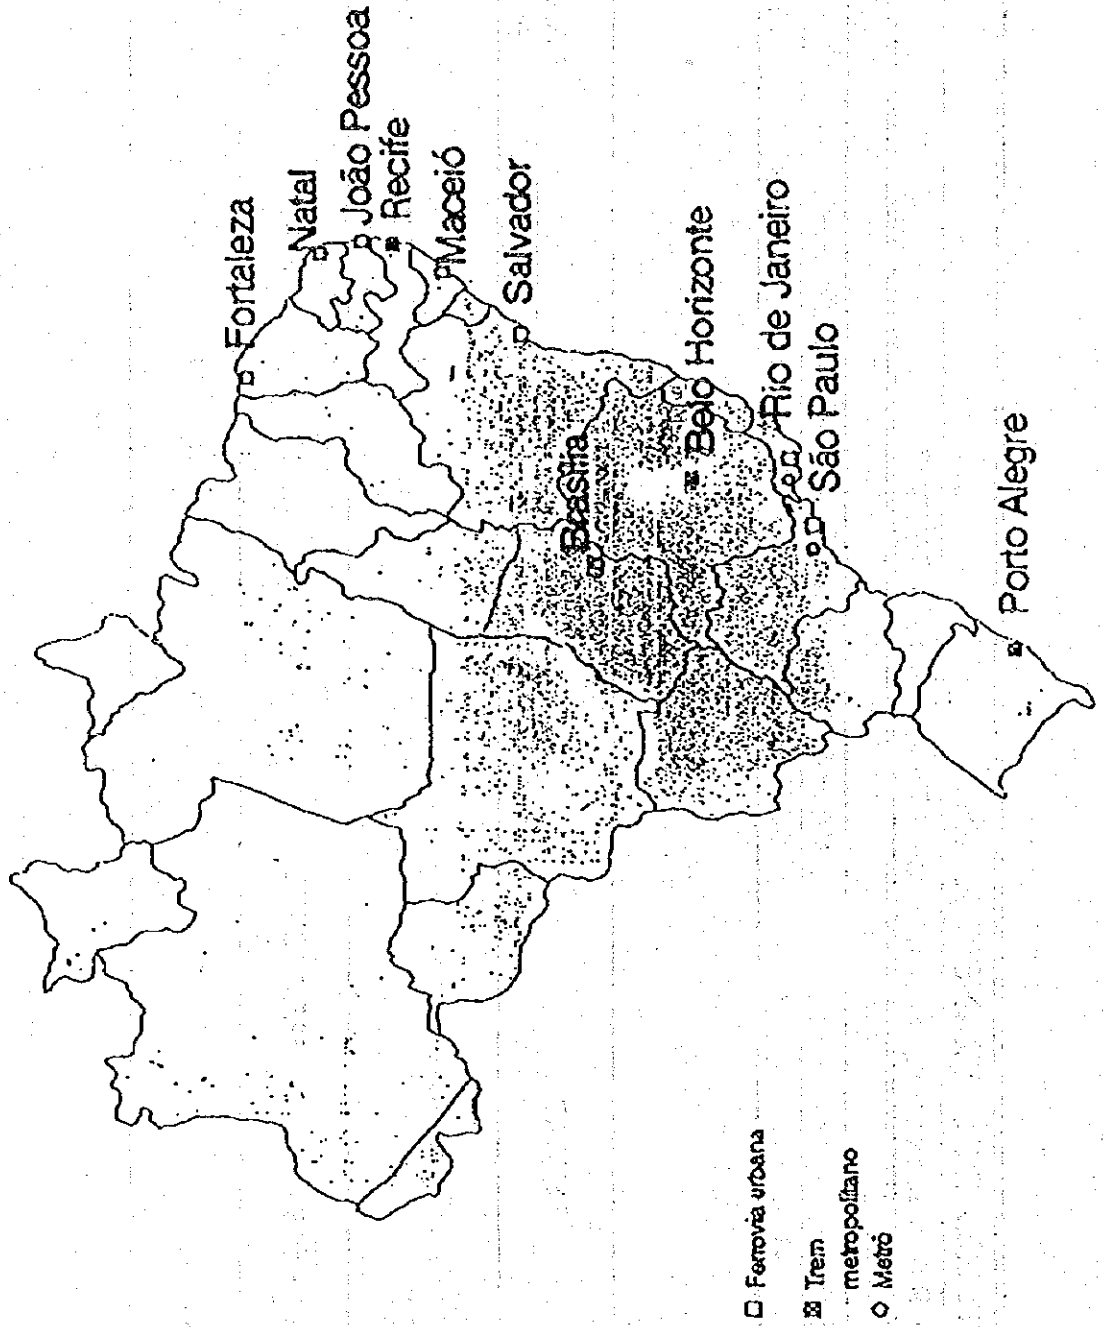 Fortaleza
Natal
João Pessoa
Recife
Maceió
Salvador
Brasília
Belo Horizonte
Rio de Janeiro
São Paulo
Porto Alegre
Ferrovia urbana
Trem
metropolitano
Metrô